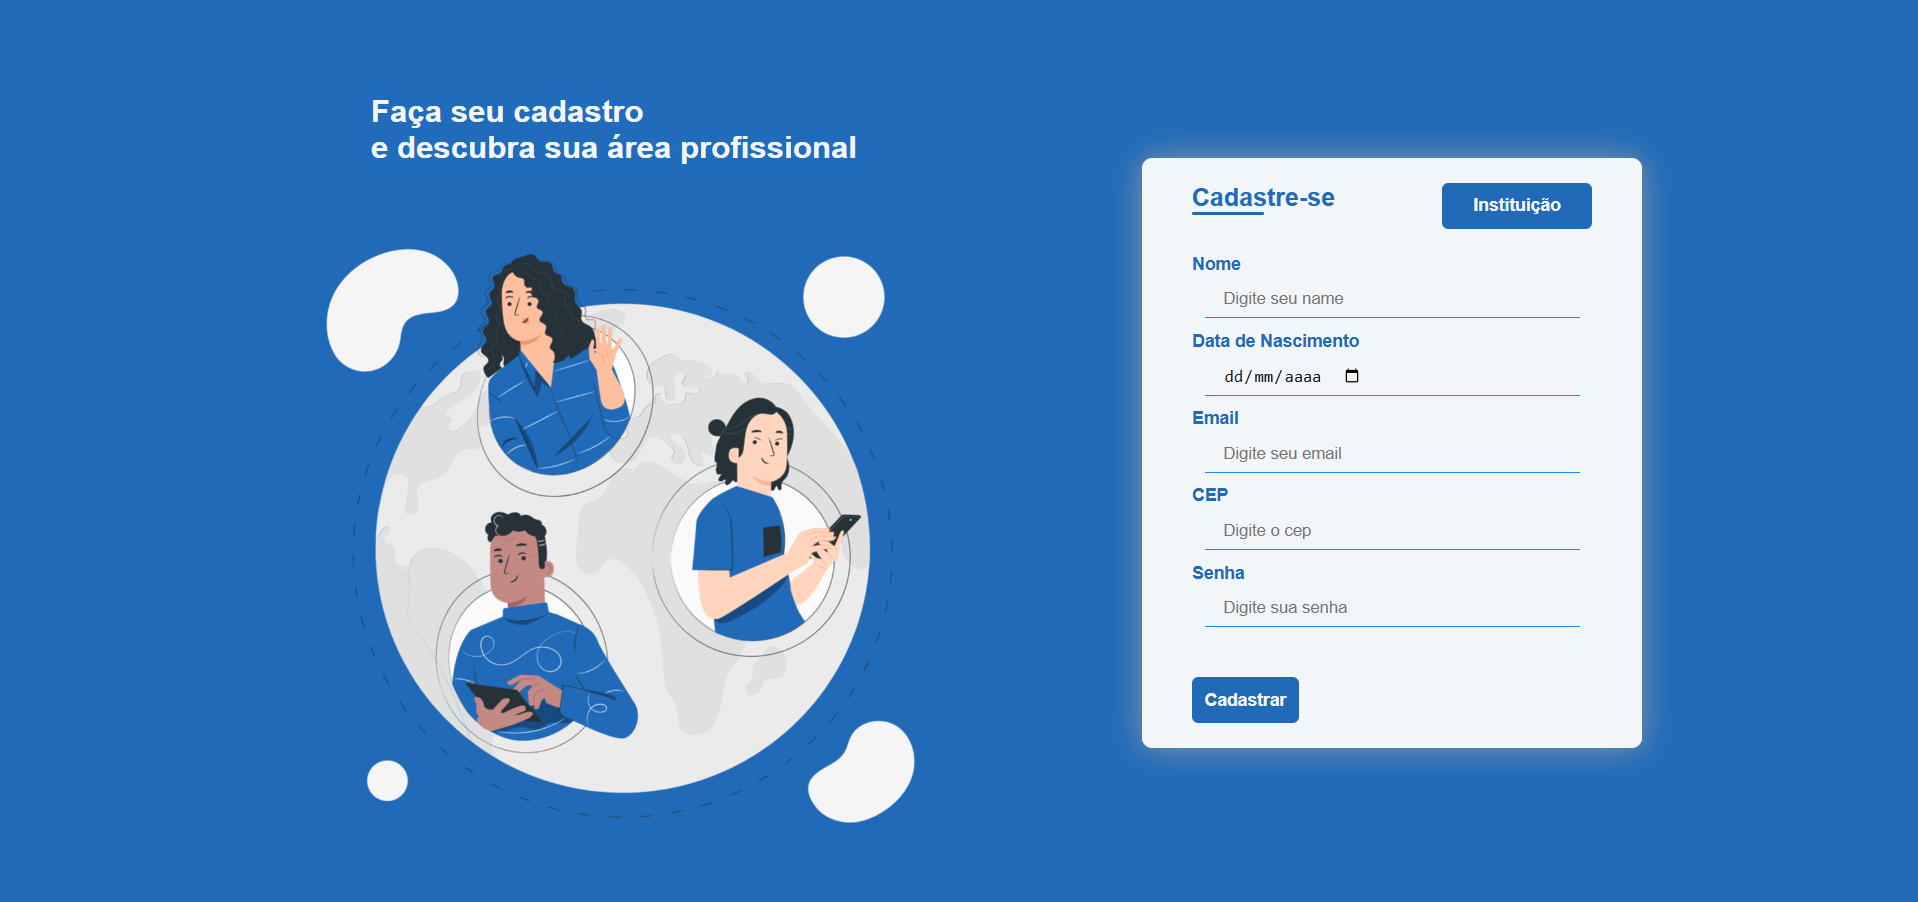 Faça seu cadastro
e descubra sua área profissional
Cadastre-se
Instituição
Nome
Digite seu name
Data de Nascimento
dd/mm/aaaa
Email
Digite seu email
CEP
Digite o cep
Senha
Digite sua senha
Cadastrar